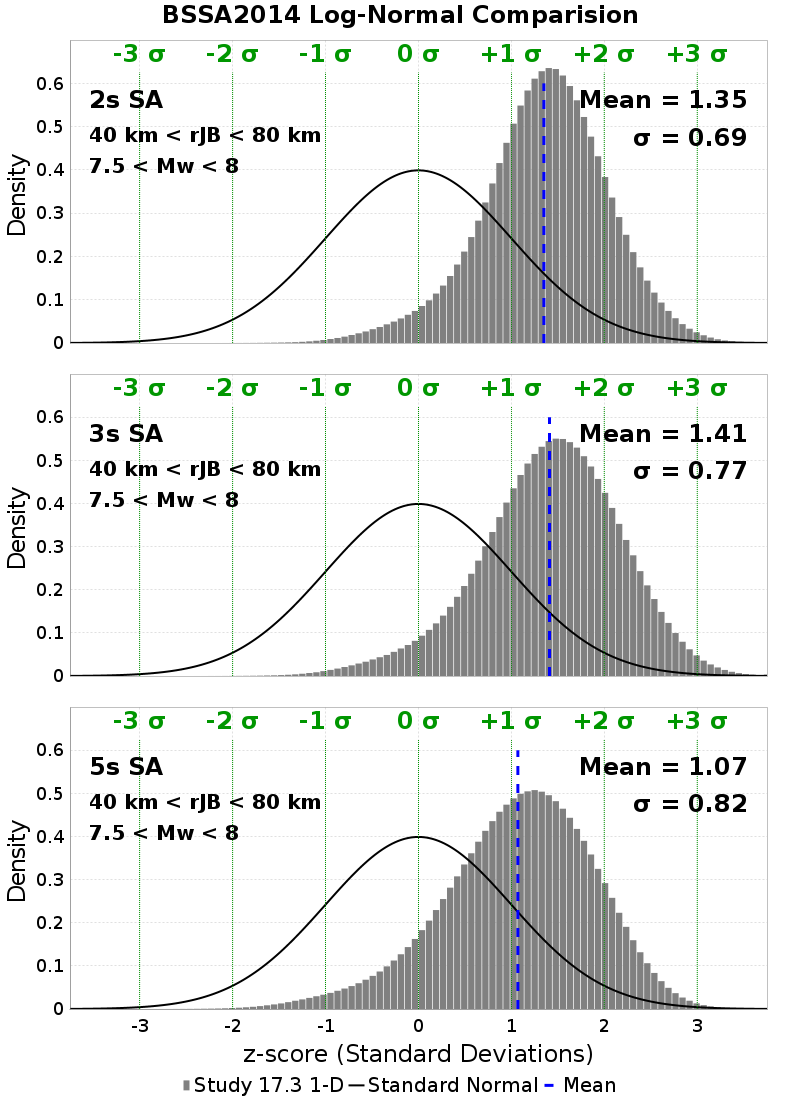 BSSA2014 Log-Normal Comparision
-3 σ -2 σ -1 σ 0 σ +1 σ +2 σ +3 σ
2s SA
Mean = 1.35
40 km < rJB < 80 km
σ = 0.69
7.5 < Mw < 8
Density
0.6
0.5
0.4
0.3
0.2
0.1
0
-3 σ -2 σ -1 σ 0 σ +1 σ +2 σ +3 σ
3s SA
Mean = 1.41
40 km < rJB < 80 km
σ = 0.77
7.5 < Mw < 8
Density
0.6
0.5
0.4
0.3
0.2
0.1
0
-3 σ -2 σ -1 σ 0 σ +1 σ +2 σ +3 σ
5s SA
Mean = 1.07
40 km < rJB < 80 km
σ = 0.82
7.5 < Mw < 8
Density
0.6
0.5
0.4
0.3
0.2
0.1
0
-3 -2 -1 0 1 2 3
z-score (Standard Deviations)
Study 17.3 1-D Standard Normal Mean